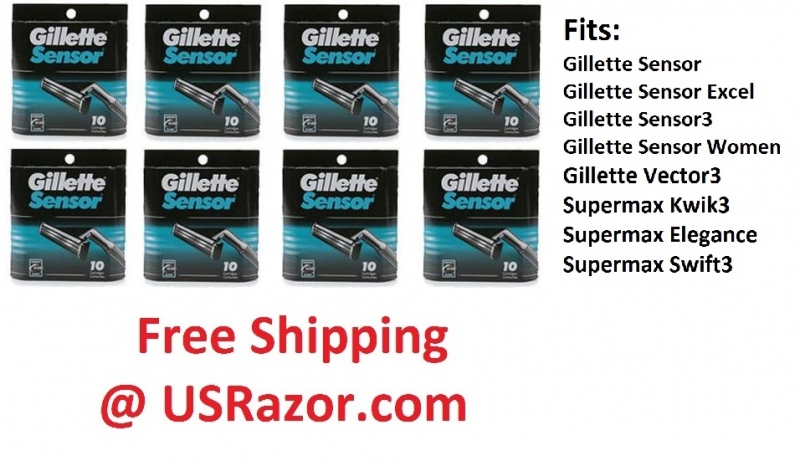 Gillette Gillette Gillette Gillette
Sensor Sensor Sensor Sensor
10 10 10 10
Gillette Gillette Gillette Gillette
Sensor Sensor Sensor Sensor
10 10 10 10
Fits:
Gillette Sensor
Gillette Sensor Excel
Gillette Sensor3
Gillette Sensor Women
Gillette Vector3
Supermax Kwik3
Supermax Elegance
Supermax Swift3
Free Shipping
@ USRazor.com